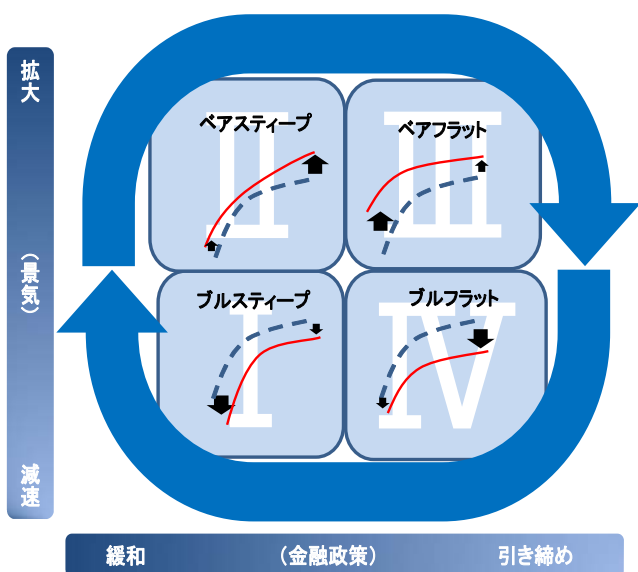 拡大
(景気)
減速
Ⅱ
ベアスティープ
Ⅲ
ベアフラット
Ⅰ
ブルスティープ
Ⅳ
ブルフラット
緩和
(金融政策)
引き締め